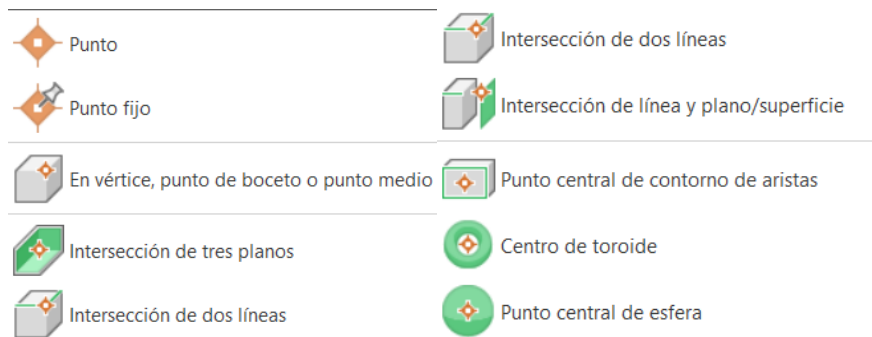 Punto
Punto fijo
En vértice, punto de boceto o punto medio
Intersección de tres planos
Intersección de dos líneas
Intersección de dos líneas
Intersección de línea y plano/superficie
Punto central de contorno de aristas
Centro de toroide
Punto central de esfera